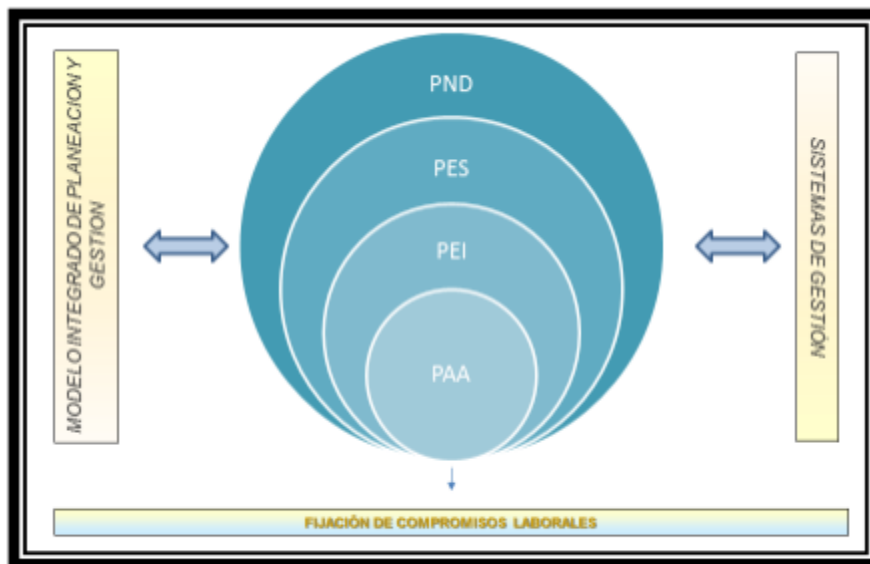 MODELO INTEGRADO DE PLANEACION Y
GESTION
PND
PES
PEI
PAA
SISTEMAS DE GESTIÓN
FIJACIÓN DE COMPROMISOS LABORALES